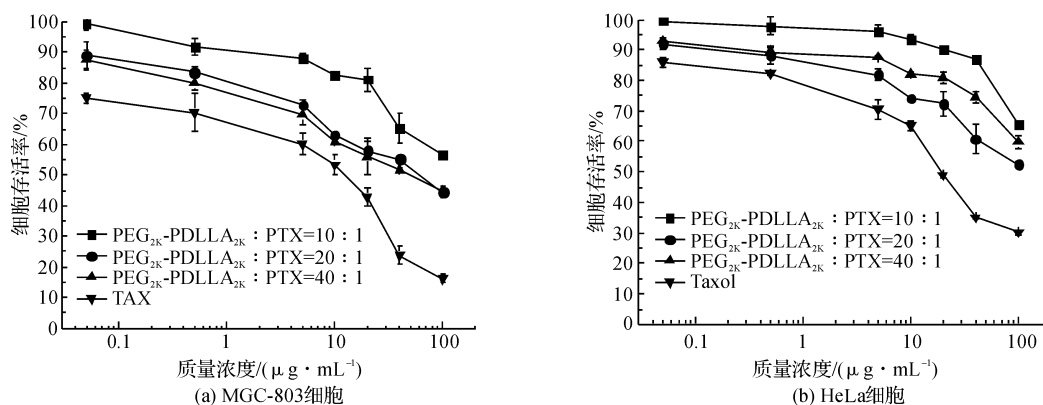 100
90
80
70
60
50
40
30
20
10
0
细胞存活率/%
PEG2K-PDLLA2K：PTX=10：1
PEG2K-PDLLA2K：PTX=20：1
PEG2K-PDLLA2K：PTX=40：1
TAX
0.1 1 10 100
质量浓度/(μg·mL⁻¹)
(a) MGC-803细胞
100
90
80
70
60
50
40
30
20
10
0
细胞存活率/%
PEG2K-PDLLA2K：PTX=10：1
PEG2K-PDLLA2K：PTX=20：1
PEG2K-PDLLA2K：PTX=40：1
Taxol
0.1 1 10 100
质量浓度/(μg·mL⁻¹)
(b) HeLa细胞